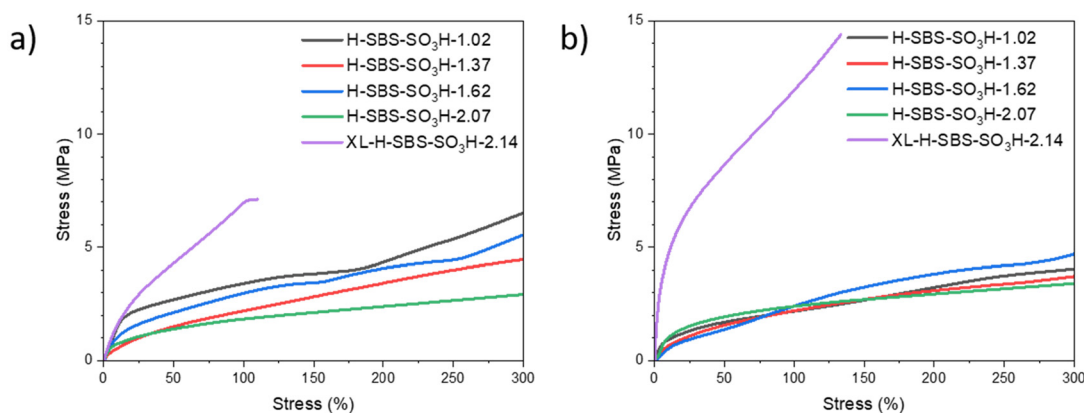 a)
15
10
5
0
Stress (MPa)
H-SBS-SO₃H-1.02
H-SBS-SO₃H-1.37
H-SBS-SO₃H-1.62
H-SBS-SO₃H-2.07
XL-H-SBS-SO₃H-2.14
0 50 100 150 200 250 300
Stress (%)
b)
15
10
5
0
Stress (MPa)
H-SBS-SO₃H-1.02
H-SBS-SO₃H-1.37
H-SBS-SO₃H-1.62
H-SBS-SO₃H-2.07
XL-H-SBS-SO₃H-2.14
0 50 100 150 200 250 300
Stress (%)